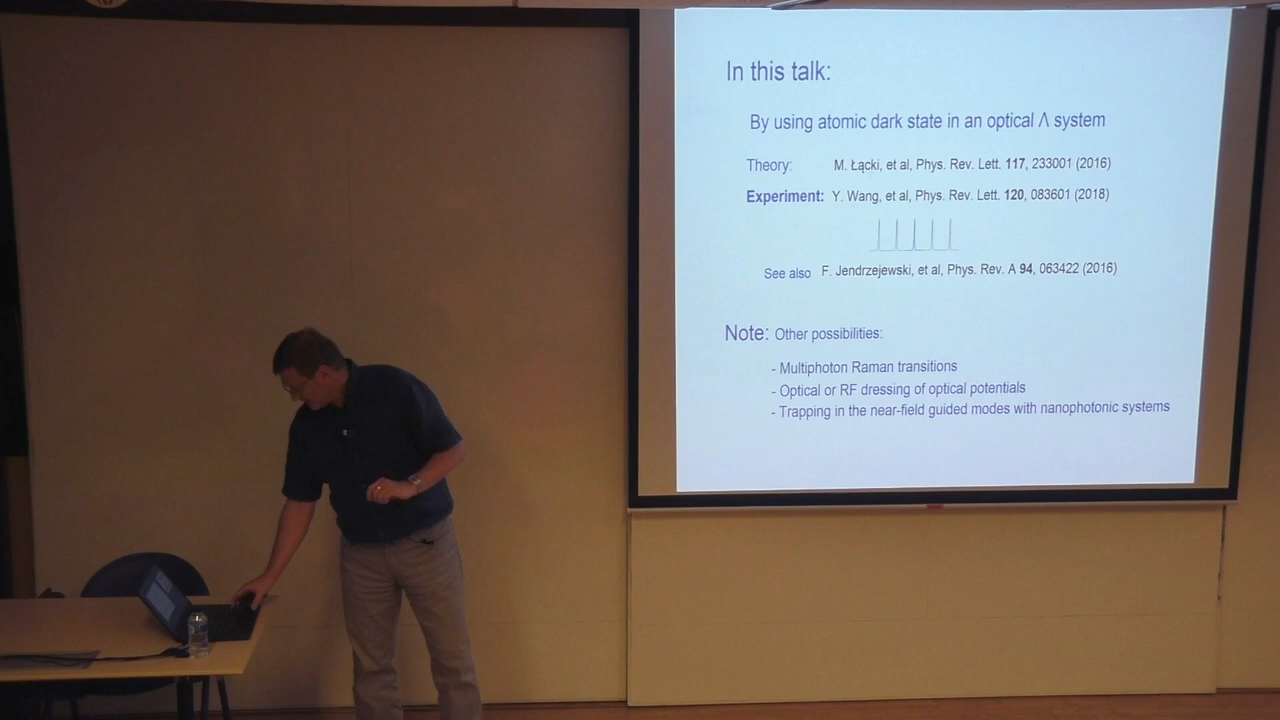 In this talk:
By using atomic dark state in an optical Λ system
Theory: M. Łącki, et al, Phys. Rev. Lett. 117, 233001 (2016)
Experiment: Y. Wang, et al, Phys. Rev. Lett. 120, 083601 (2018)
See also F. Jendrzejewski, et al, Phys. Rev. A 94, 063422 (2016)
Note: Other possibilities:
- Multiphoton Raman transitions
- Optical or RF dressing of optical potentials
- Trapping in the near-field guided modes with nanophotonic systems